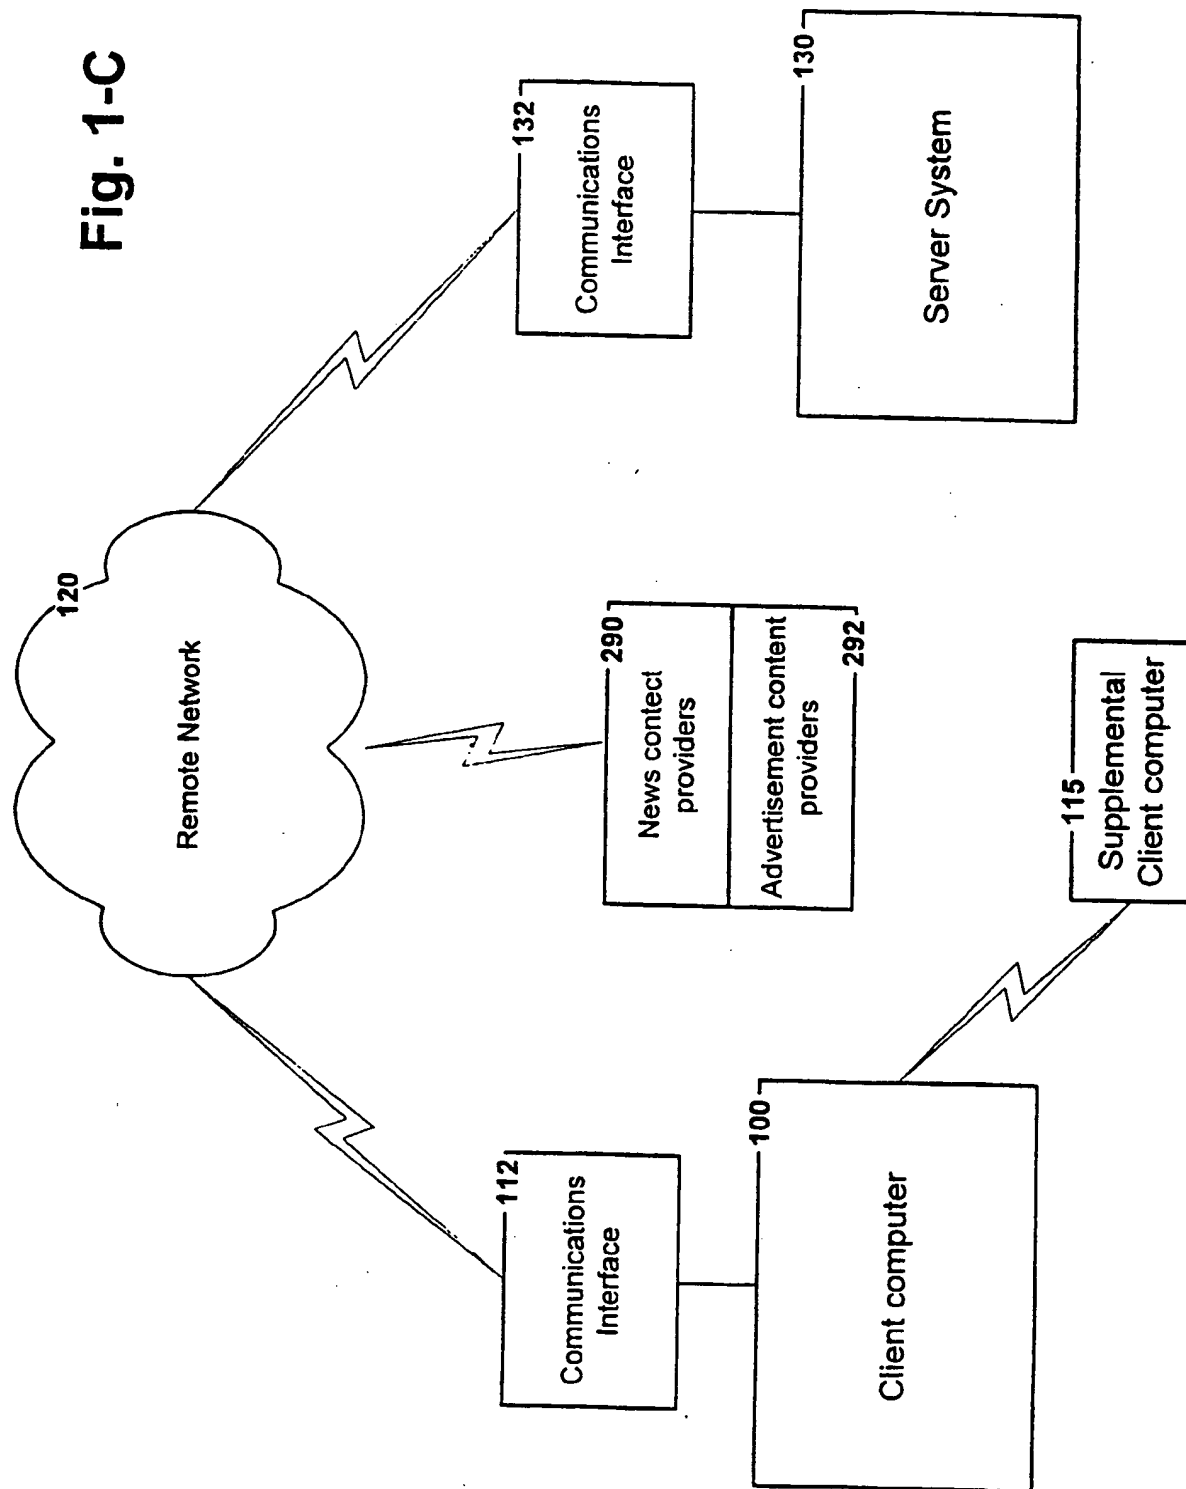 Fig. 1-C
120
Remote Network
112
Communications
Interface
290
News contect
providers
Advertisement content
providers
292
132
Communications
Interface
100
Client computer
115
Supplemental
Client computer
130
Server System